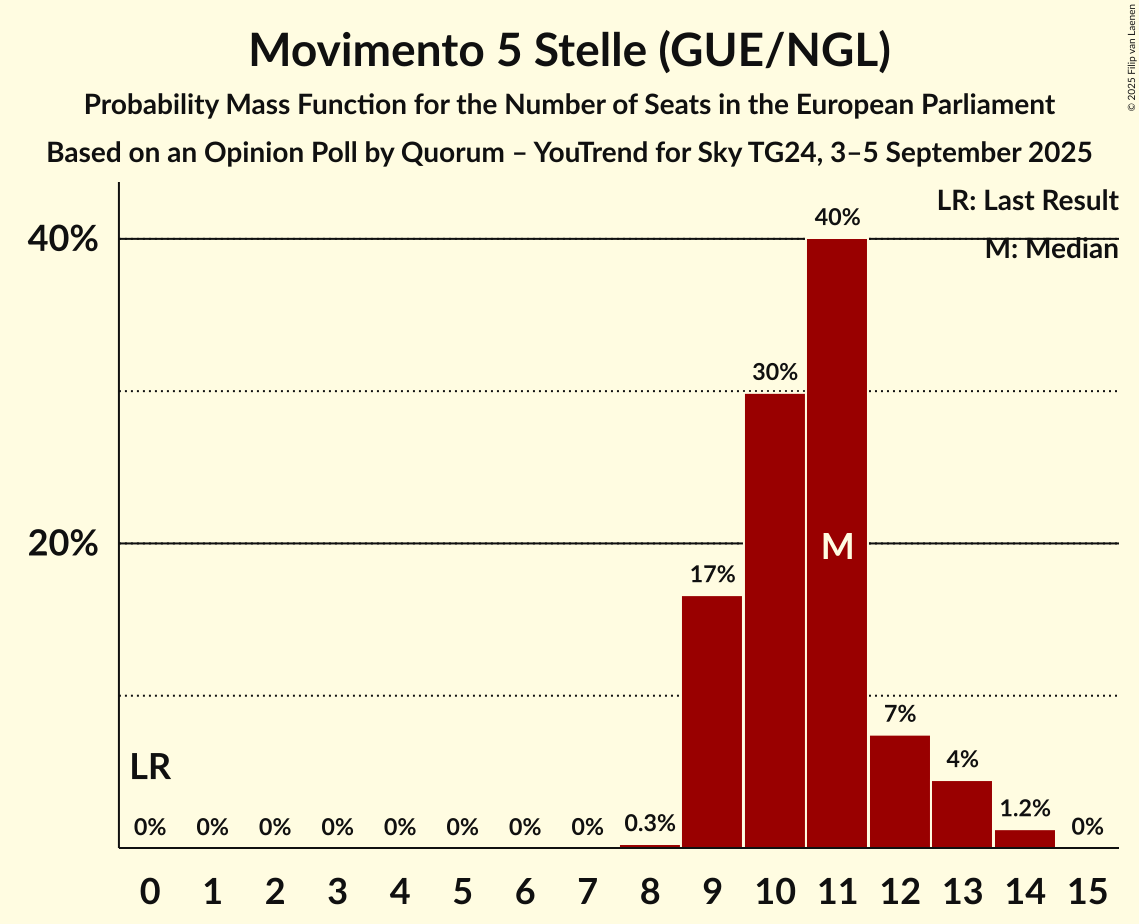 Movimento 5 Stelle (GUE/NGL)
Probability Mass Function for the Number of Seats in the European Parliament
Based on an Opinion Poll by Quorum – YouTrend for Sky TG24, 3–5 September 2025
© 2025 Filip van Laenen
LR: Last Result
M: Median
40%
20%
40%
30%
17%
7%
4%
1.2%
0.3%
0% 0% 0% 0% 0% 0% 0% 0% 0%
LR
M
0 1 2 3 4 5 6 7 8 9 10 11 12 13 14 15